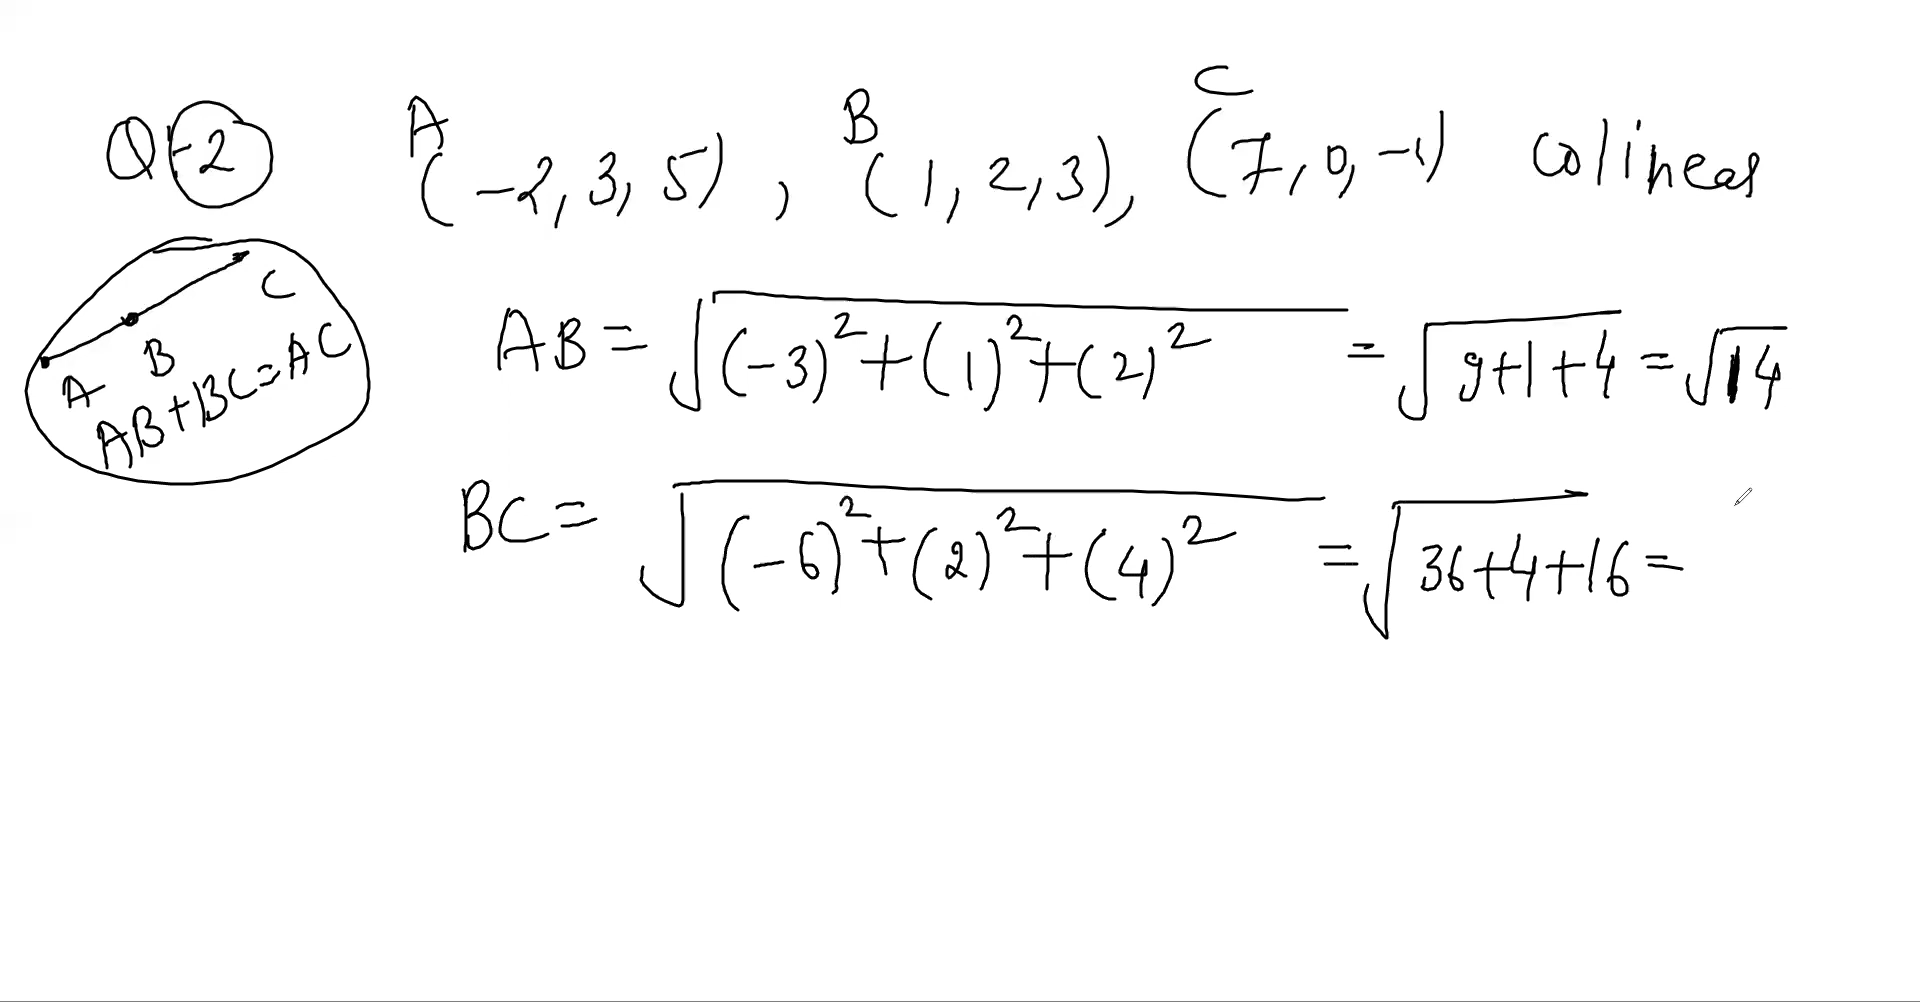 Q-2 A(-2,3,5), B(1,2,3), C(7,0,-1) colinear
A B C
AB+BC=AC
AB = √((-3)²+(1)²+(2)²) = √(9+1+4) = √14
BC = √((-6)²+(2)²+(4)²) = √(36+4+16) =